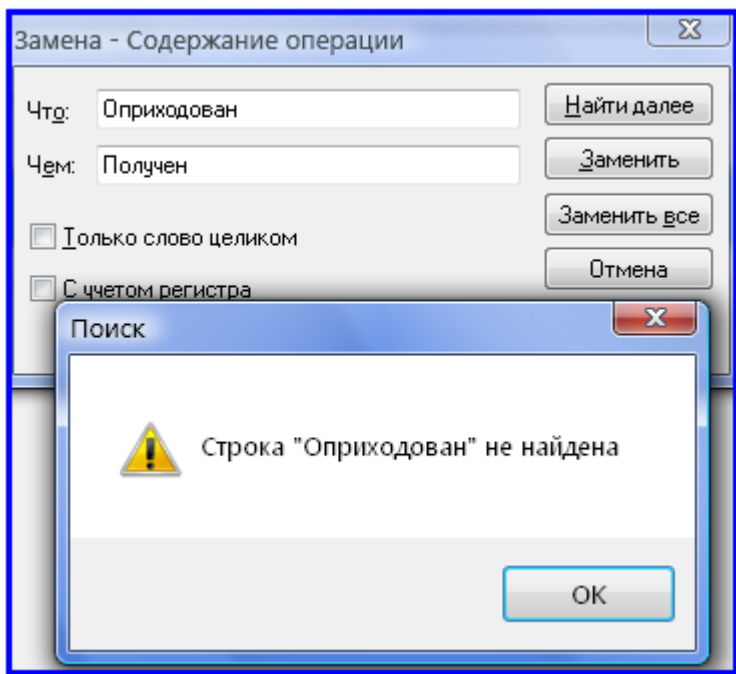 Замена - Содержание операции
Что: Оприходован Найти далее
Чем: Получен Заменить
Заменить все
Только слово целиком
Отмена
С учетом регистра
Поиск
Строка "Оприходован" не найдена
OK